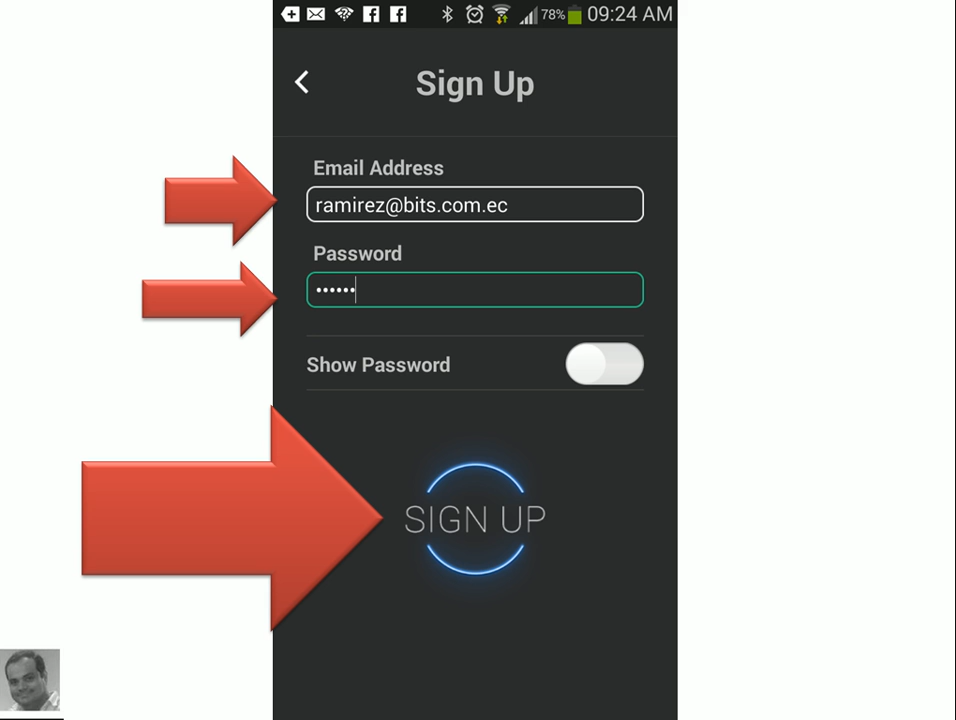 78% 09:24 AM
Sign Up
Email Address
ramirez@bits.com.ec
Password
••••••
Show Password
SIGN UP